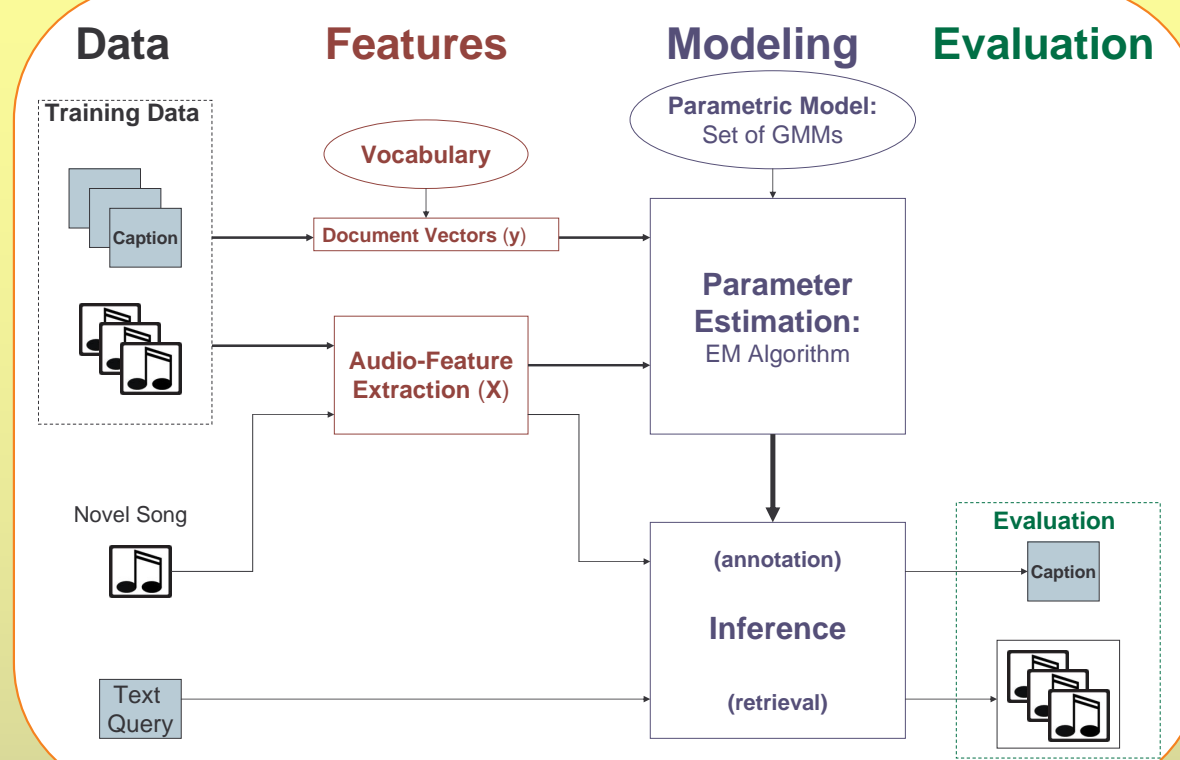 Data
Features
Modeling
Evaluation
Training Data
Caption
Vocabulary
Document Vectors (y)
Audio-Feature
Extraction (X)
Parametric Model:
Set of GMMs
Parameter
Estimation:
EM Algorithm
Novel Song
Text
Query
(annotation)
Inference
(retrieval)
Evaluation
Caption